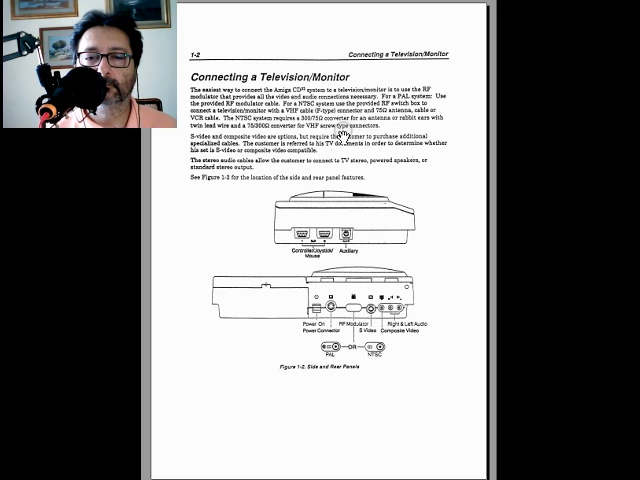 1-2 Connecting a Television/Monitor
Connecting a Television/Monitor
The easiest way to connect the Amiga CD³² system to a television/monitor is to use the RF
modulator that provides all the video and audio connections necessary. For a PAL system: Use
the provided RF modulator cable. For a NTSC system use the provided RF switch box to
connect a television/monitor with a VHF cable (F-type) connector and 75Ω antenna, cable or
VCR cable. The NTSC system requires a 300/75Ω converter for an antenna or rabbit ears with
twin lead wire and a 75/300Ω converter for VHF screw type connectors.
S-video and composite video are options, but require the customer to purchase additional
specialized cables. The customer is referred to his TV documents in order to determine whether
his set is S-video or composite video compatible.
The stereo audio cables allow the customer to connect to TV stereo, powered speakers, or
standard stereo output.
See Figure 1-2 for the location of the side and rear panel features.
Controller/Joystick/
Mouse
Auxiliary
Power On
Power Connector
RF Modulator
S Video
Right & Left Audio
Composite Video
PAL OR NTSC
Figure 1-2. Side and Rear Panels